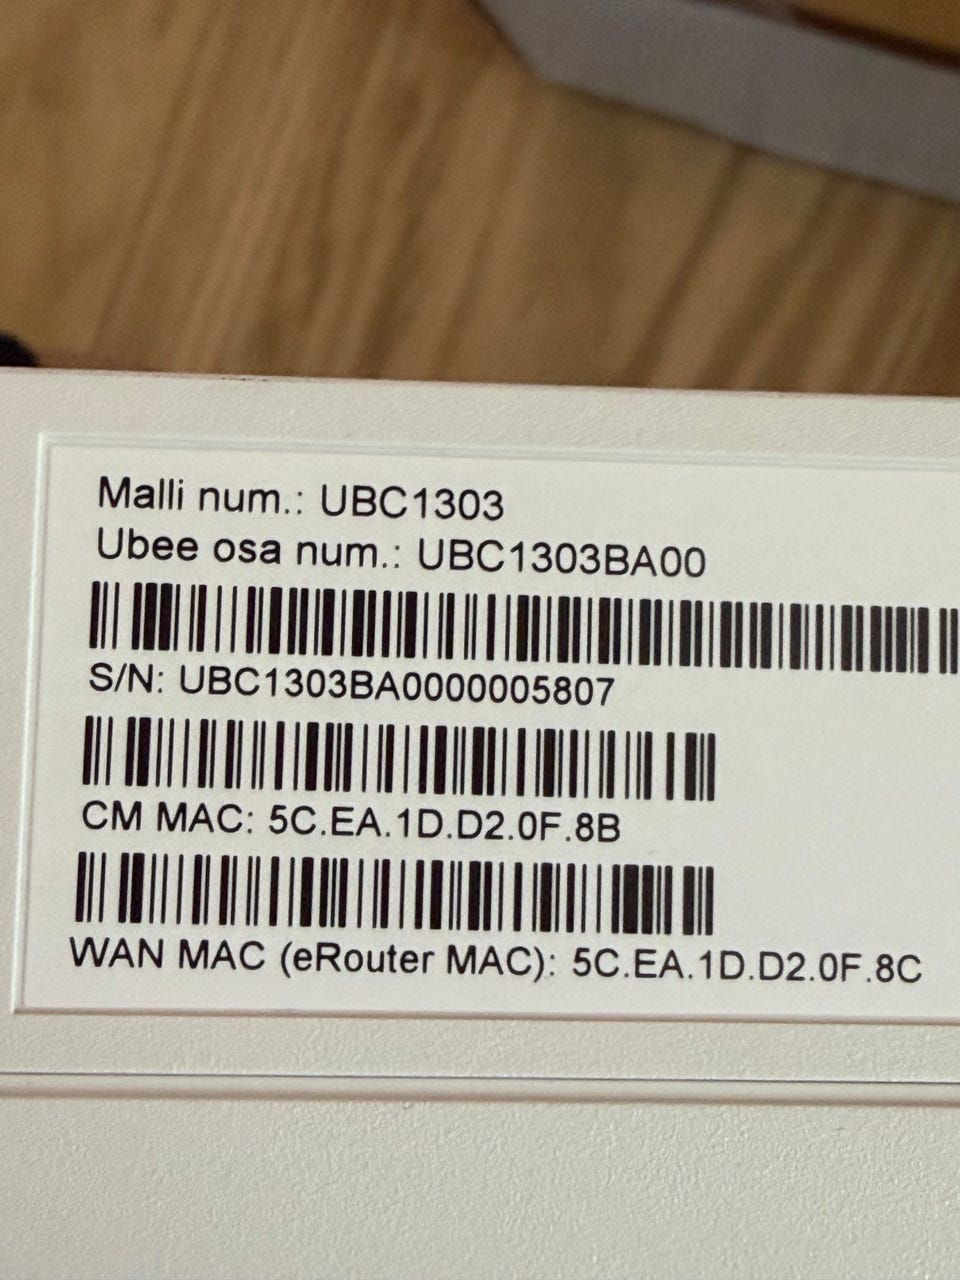 Malli num.: UBC1303
Ubee osa num.: UBC1303BA00
S/N: UBC1303BA0000005807
CM MAC: 5C.EA.1D.D2.0F.8B
WAN MAC (eRouter MAC): 5C.EA.1D.D2.0F.8C